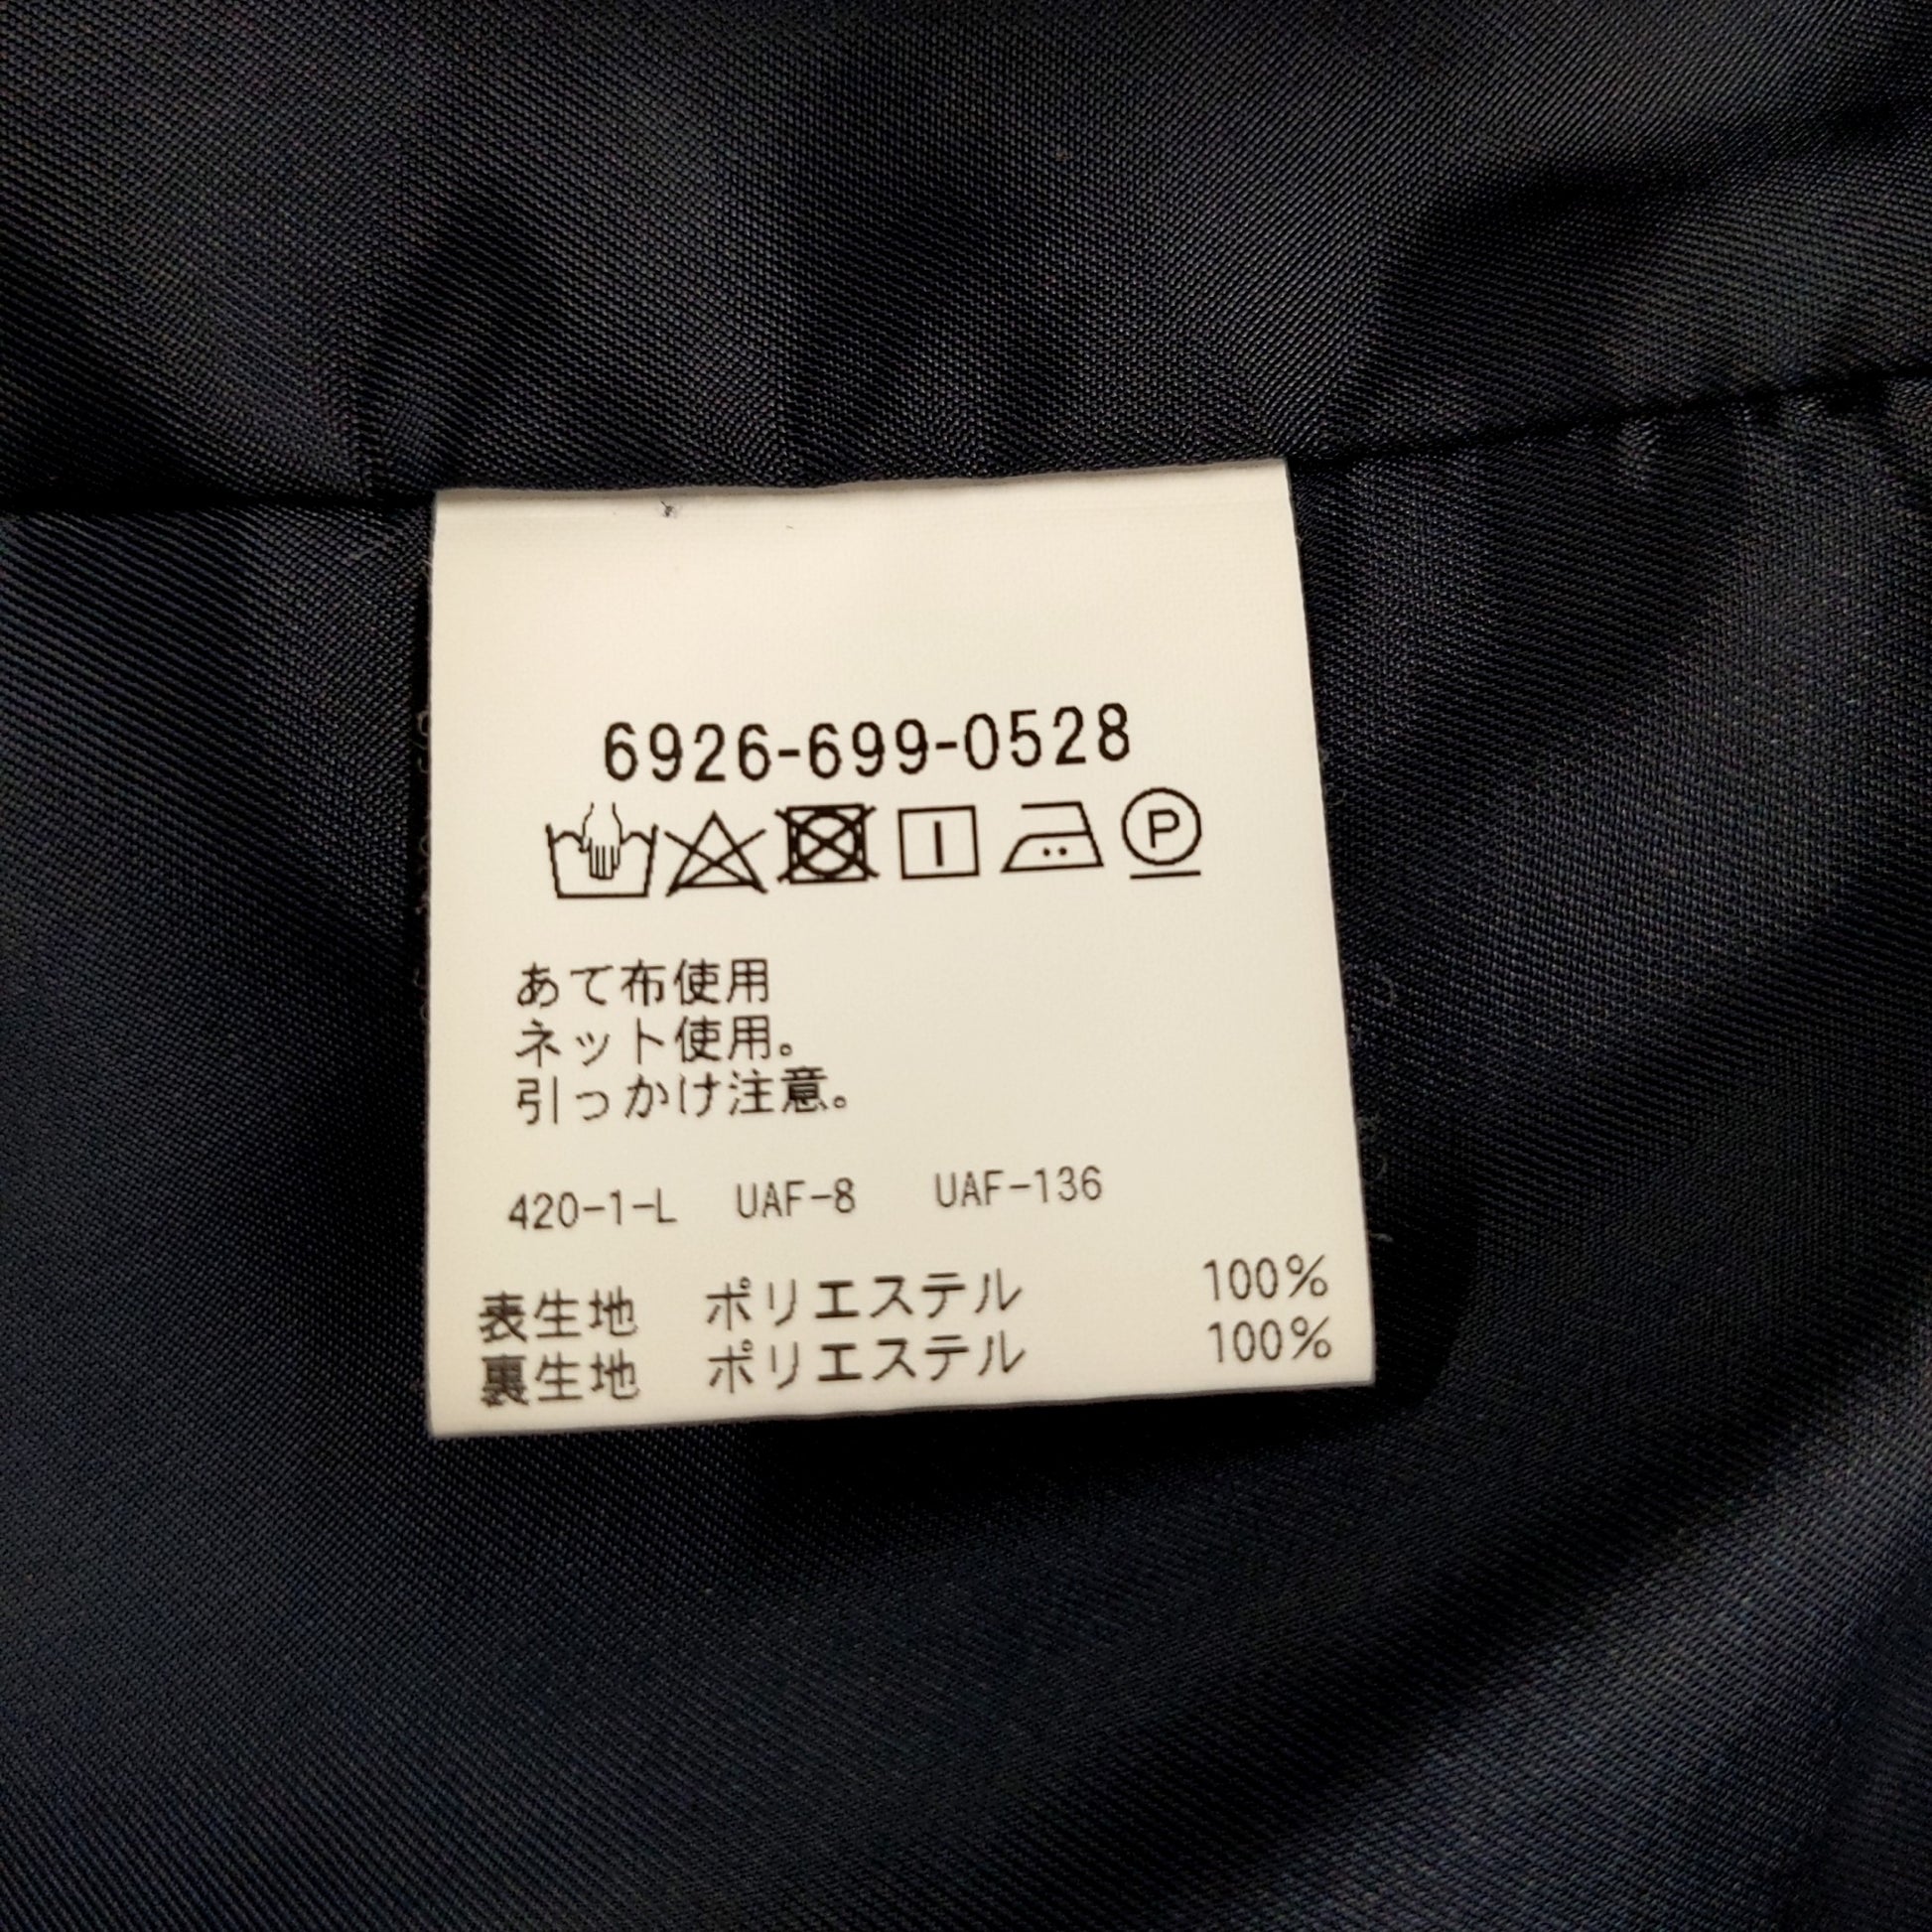 6926-699-0528
P
あて布使用
ネット使用。
引っかけ注意。
420-1-L UAF-8 UAF-136
表生地 ポリエステル 100%
裏生地 ポリエステル 100%